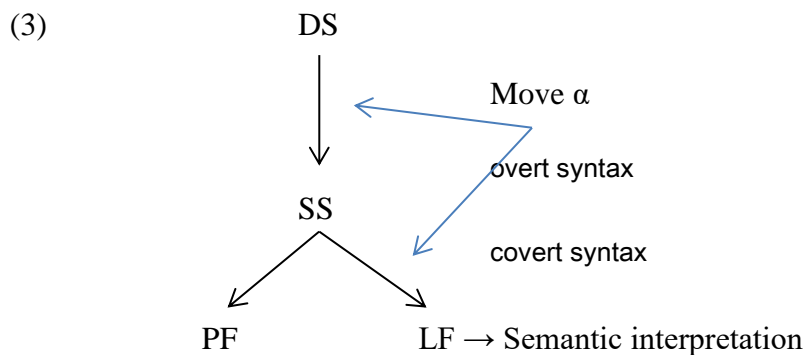 (3) DS
Move α
overt syntax
SS
covert syntax
PF LF → Semantic interpretation